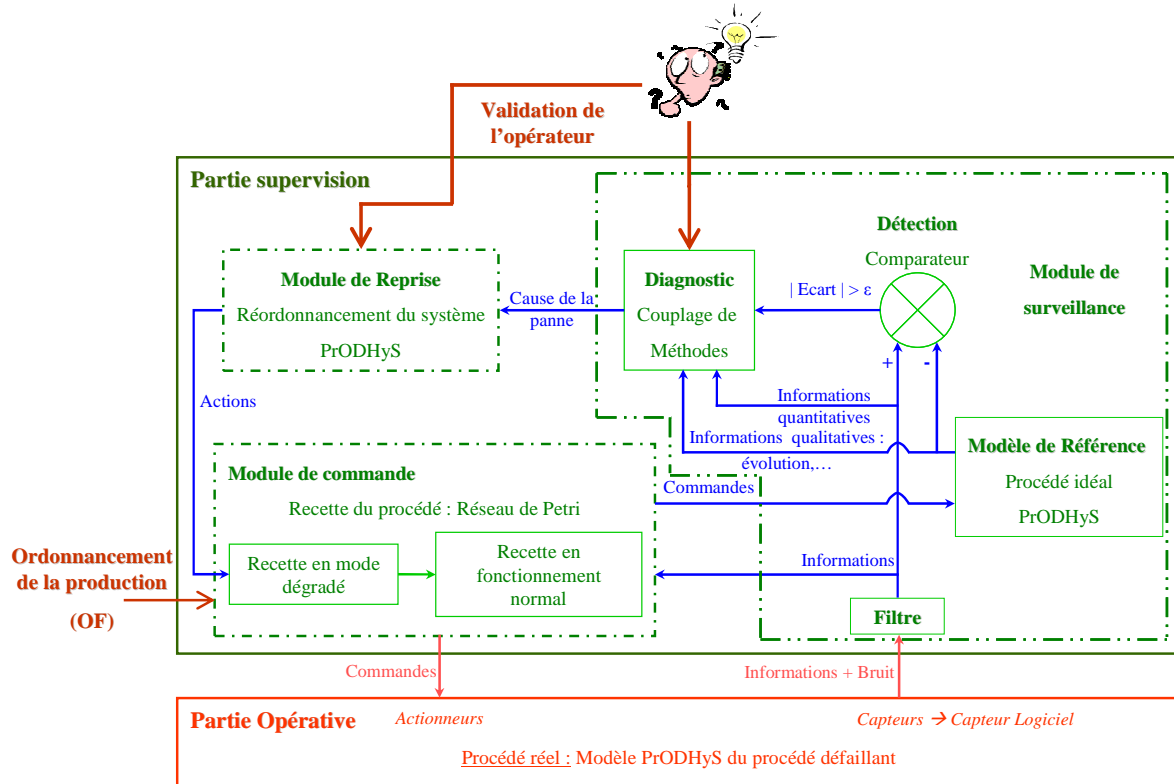 Validation de
l'opérateur
Partie supervision
Détection
Comparateur
Module de
surveillance
Module de Reprise
Réordonnancement du système
PrODHyS
Cause de la
panne
Diagnostic
Couplage de
Méthodes
| Ecart | > ε
+
-
Actions
Informations
quantitatives
Informations qualitatives :
évolution,…
Modèle de Référence
Procédé idéal
PrODHyS
Module de commande
Recette du procédé : Réseau de Petri
Commandes
Ordonnancement
de la production
(OF)
Recette en mode
dégradé
Recette en
fonctionnement
normal
Informations
Filtre
Commandes
Informations + Bruit
Partie Opérative
Actionneurs
Capteurs → Capteur Logiciel
Procédé réel : Modèle PrODHyS du procédé défaillant